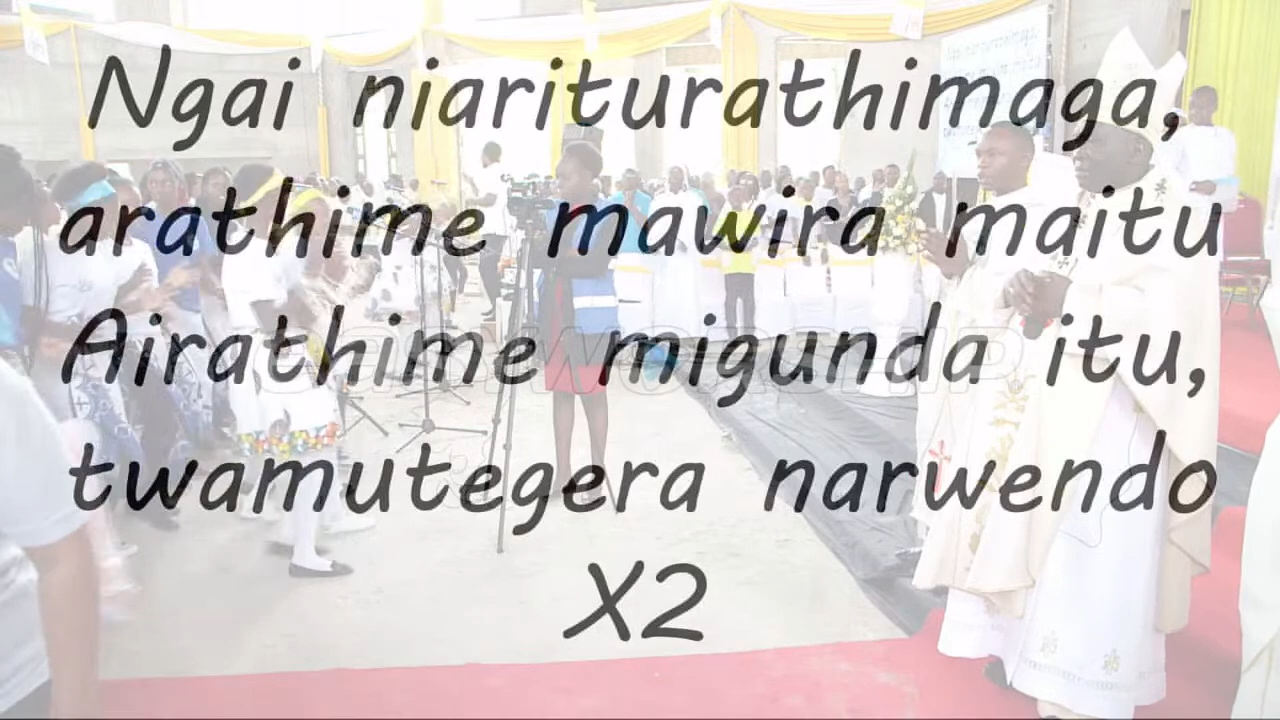 Ngai niariturathimaga,
arathime mawira maitu
Airathime migunda itu,
twamutegera narwendo
X2